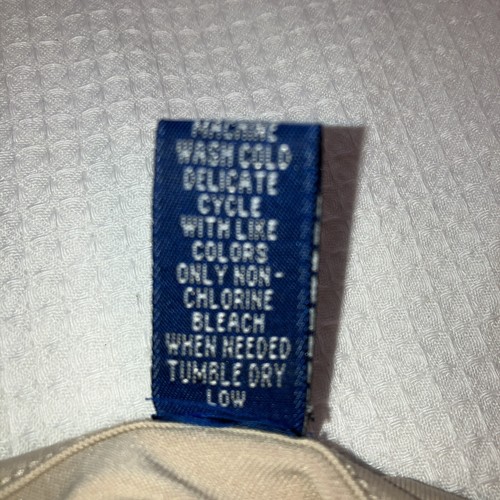 MACHINE
WASH COLD
DELICATE
CYCLE
WITH LIKE
COLORS
ONLY NON-
CHLORINE
BLEACH
WHEN NEEDED
TUMBLE DRY
LOW